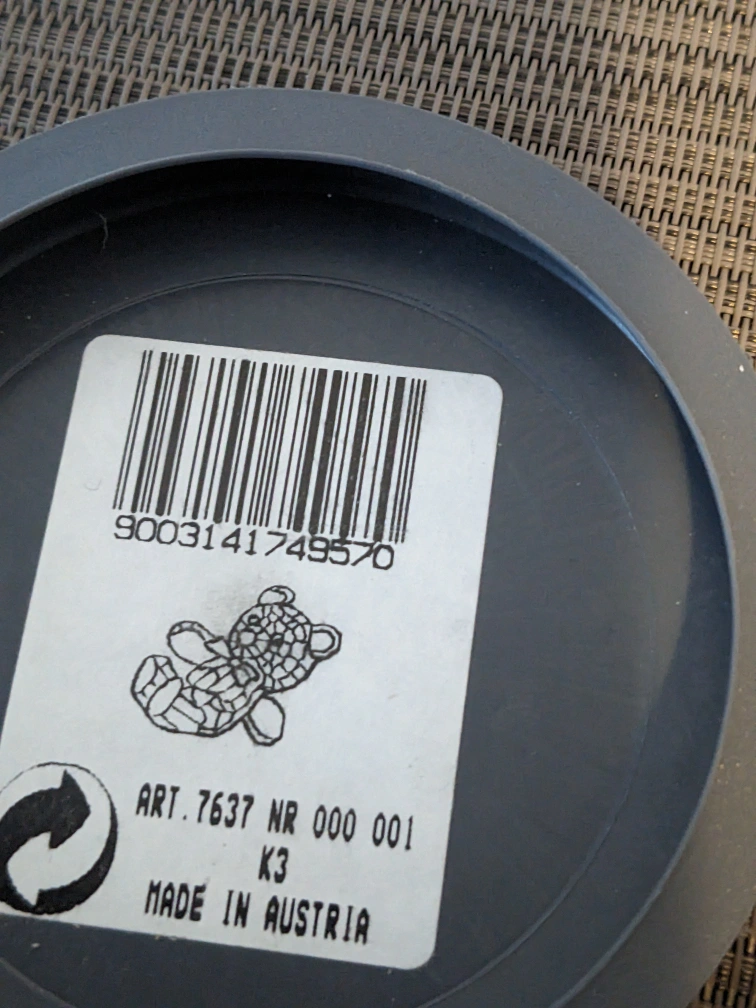 9003141749570
ART.7637 NR 000 001
K3
MADE IN AUSTRIA